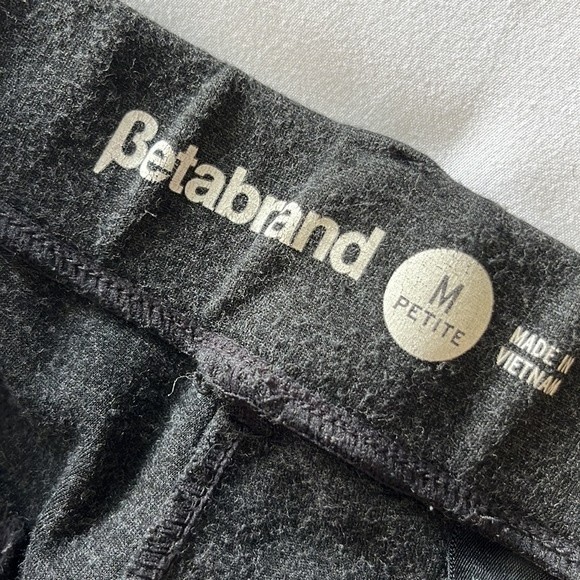 βetabrand
M
PETITE
MADE IN
VIETNAM